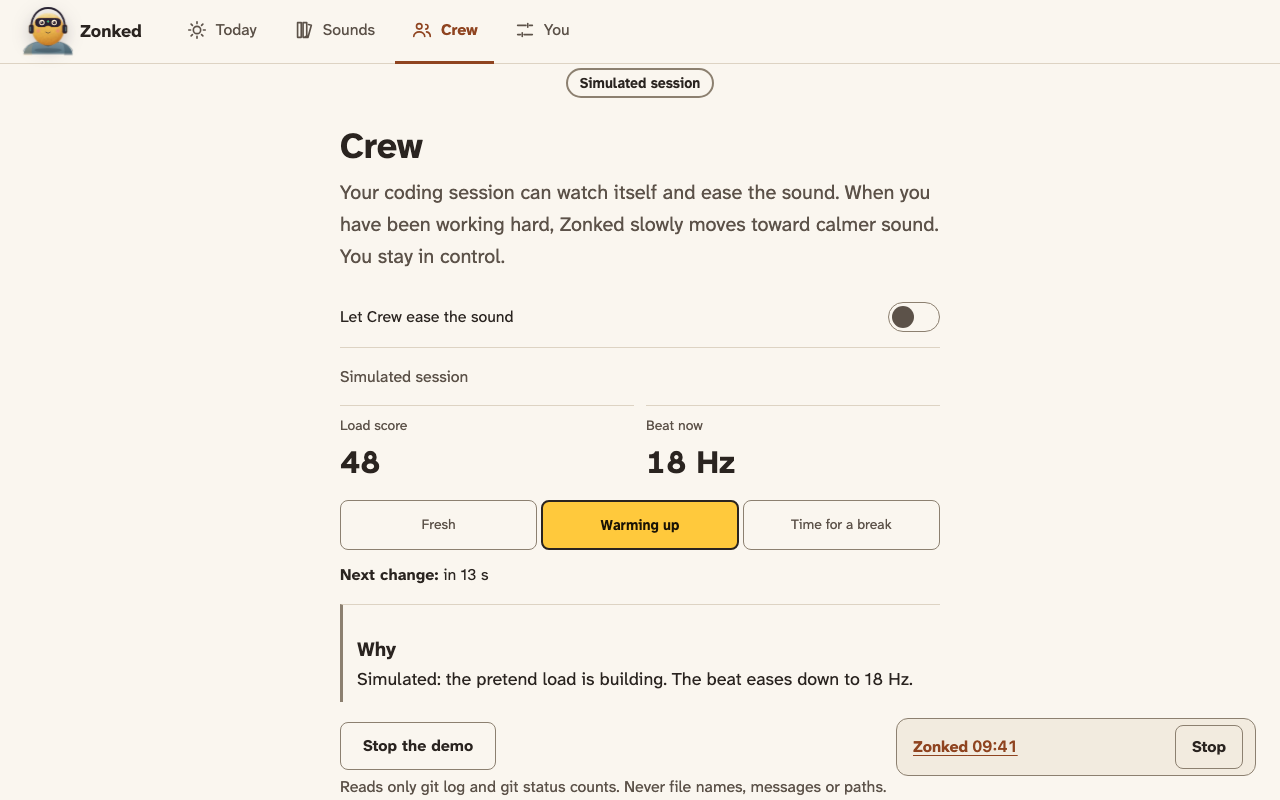 Zonked
Today
Sounds
Crew
You
Simulated session
Crew
Your coding session can watch itself and ease the sound. When you
have been working hard, Zonked slowly moves toward calmer sound.
You stay in control.
Let Crew ease the sound
Simulated session
Load score
Beat now
48
18 Hz
Fresh
Warming up
Time for a break
Next change: in 13 s
Why
Simulated: the pretend load is building. The beat eases down to 18 Hz.
Stop the demo
Zonked 09:41
Stop
Reads only git log and git status counts. Never file names, messages or paths.